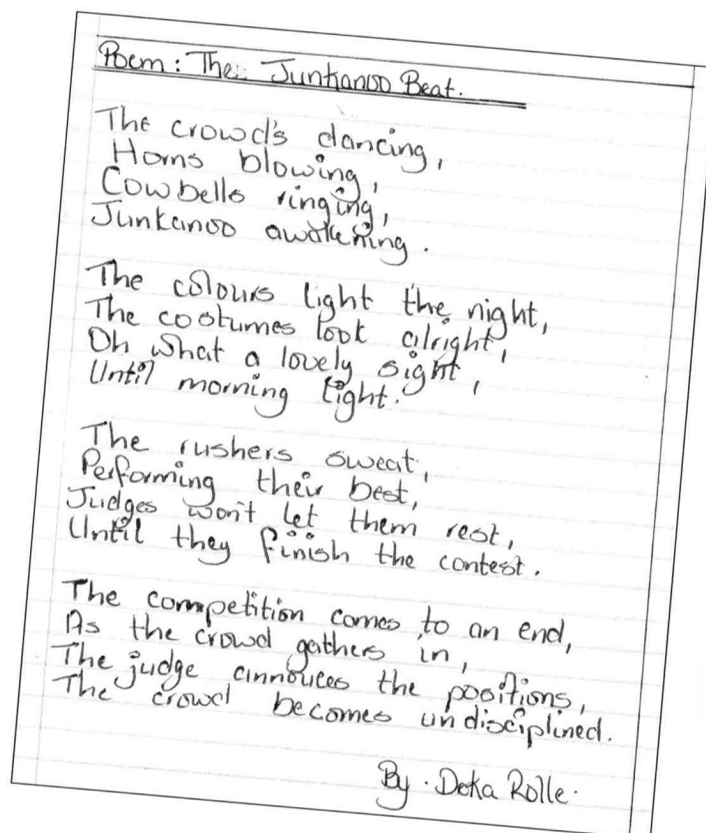 Poem: The Junkanoo Beat.
The crowd's dancing,
Horns blowing,
Cowbells ringing,
Junkanoo awakening.
The colours light the night,
The costumes look alright,
Oh what a lovely sight,
Until morning light.
The rushers sweat,
Performing their best,
Judges won't let them rest,
Until they finish the contest.
The competition comes to an end,
As the crowd gathers in,
The judge annouces the positions,
The crowd becomes undisciplined.
By. Deka Rolle.